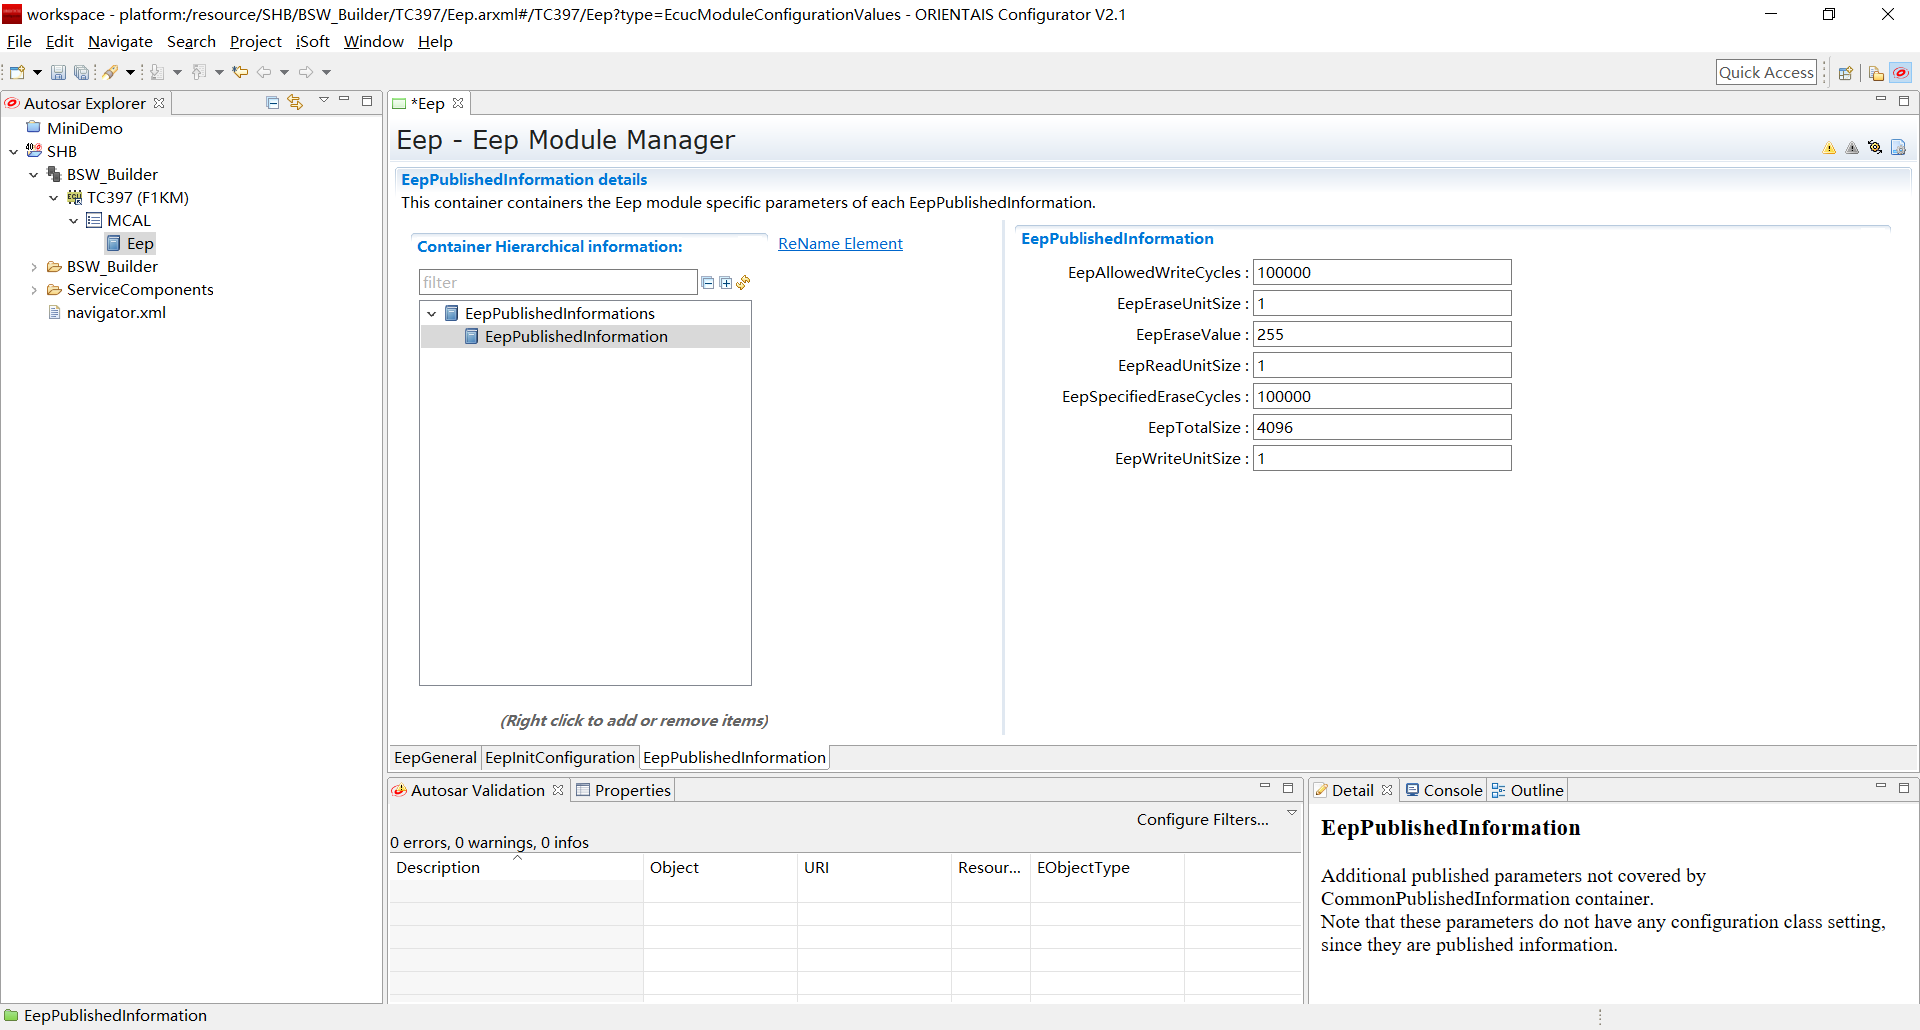 workspace - platform:/resource/SHB/BSW_Builder/TC397/Eep.arxml#/TC397/Eep?type=EcucModuleConfigurationValues - ORIENTAIS Configurator V2.1
File Edit Navigate Search Project iSoft Window Help
Quick Access
Autosar Explorer
MiniDemo
SHB
BSW_Builder
TC397 (F1KM)
MCAL
Eep
BSW_Builder
ServiceComponents
navigator.xml
*Eep
Eep - Eep Module Manager
EepPublishedInformation details
This container containers the Eep module specific parameters of each EepPublishedInformation.
Container Hierarchical information:
ReName Element
filter
EepPublishedInformations
EepPublishedInformation
(Right click to add or remove items)
EepPublishedInformation
EepAllowedWriteCycles : 100000
EepEraseUnitSize : 1
EepEraseValue : 255
EepReadUnitSize : 1
EepSpecifiedEraseCycles : 100000
EepTotalSize : 4096
EepWriteUnitSize : 1
EepGeneral EepInitConfiguration EepPublishedInformation
Autosar Validation Properties
Configure Filters...
0 errors, 0 warnings, 0 infos
Description Object URI Resour... EObjectType
Detail Console Outline
EepPublishedInformation
Additional published parameters not covered by
CommonPublishedInformation container.
Note that these parameters do not have any configuration class setting,
since they are published information.
EepPublishedInformation